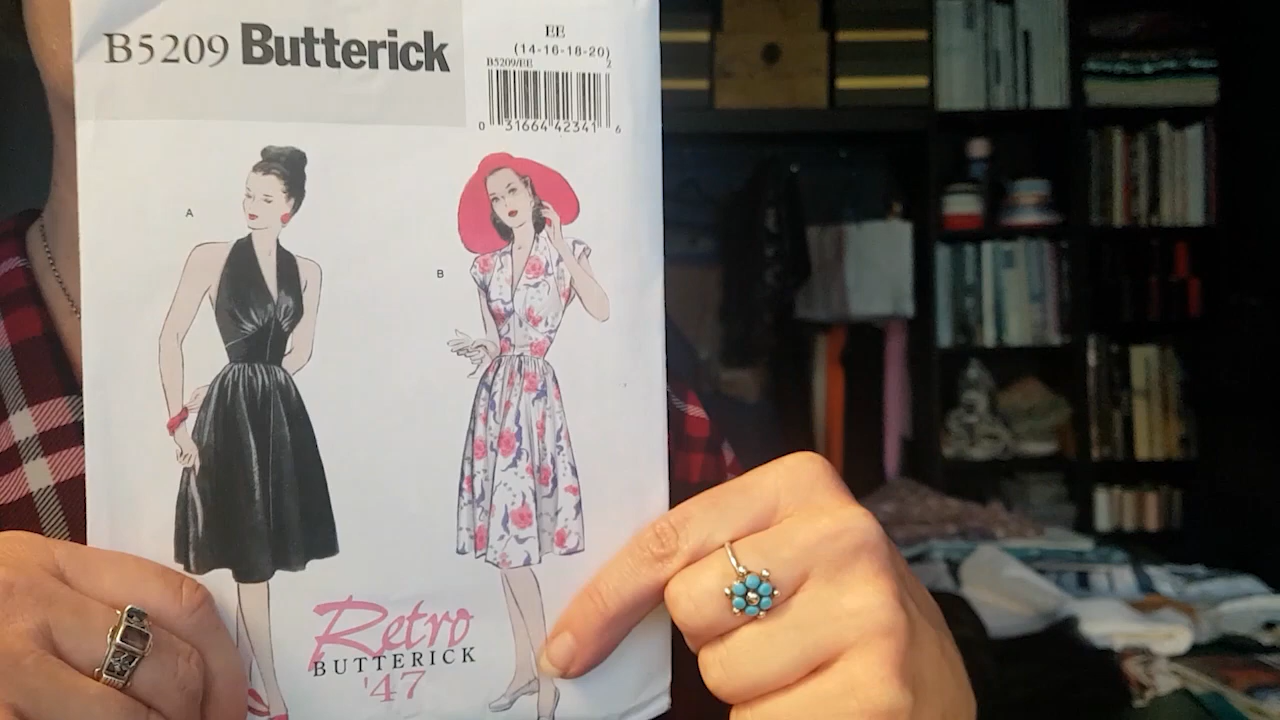 B5209 Butterick
EE
(14-16-18-20)
B5209/EE
2
0 31664 42341 6
A
B
Retro
BUTTERICK
'47